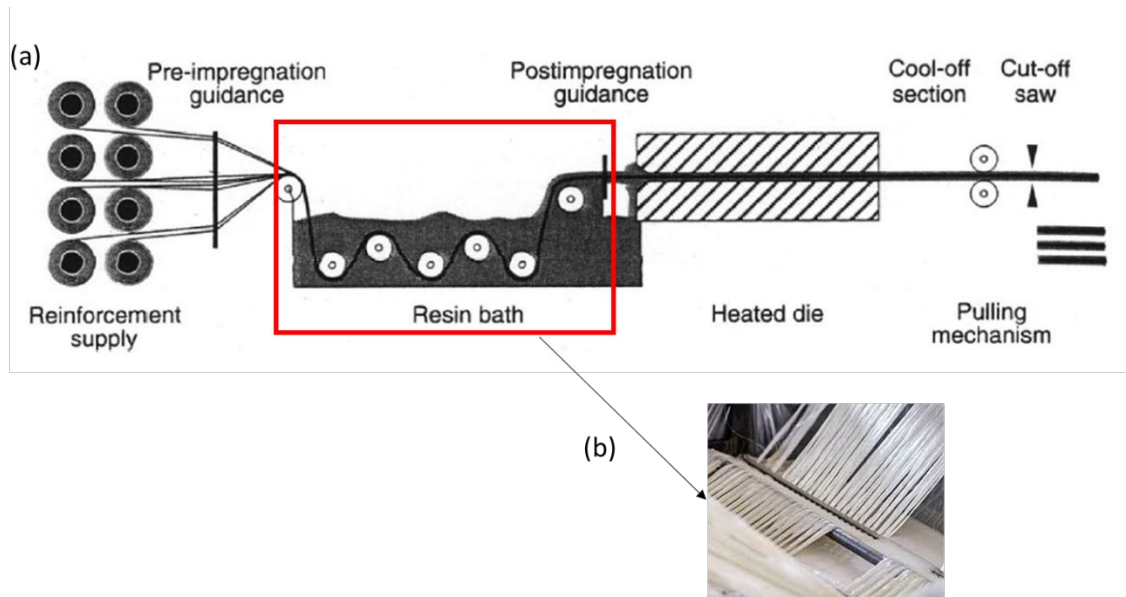 (a)
Pre-impregnation
guidance
Postimpregnation
guidance
Cool-off
section
Cut-off
saw
Reinforcement
supply
Resin bath
Heated die
Pulling
mechanism
(b)